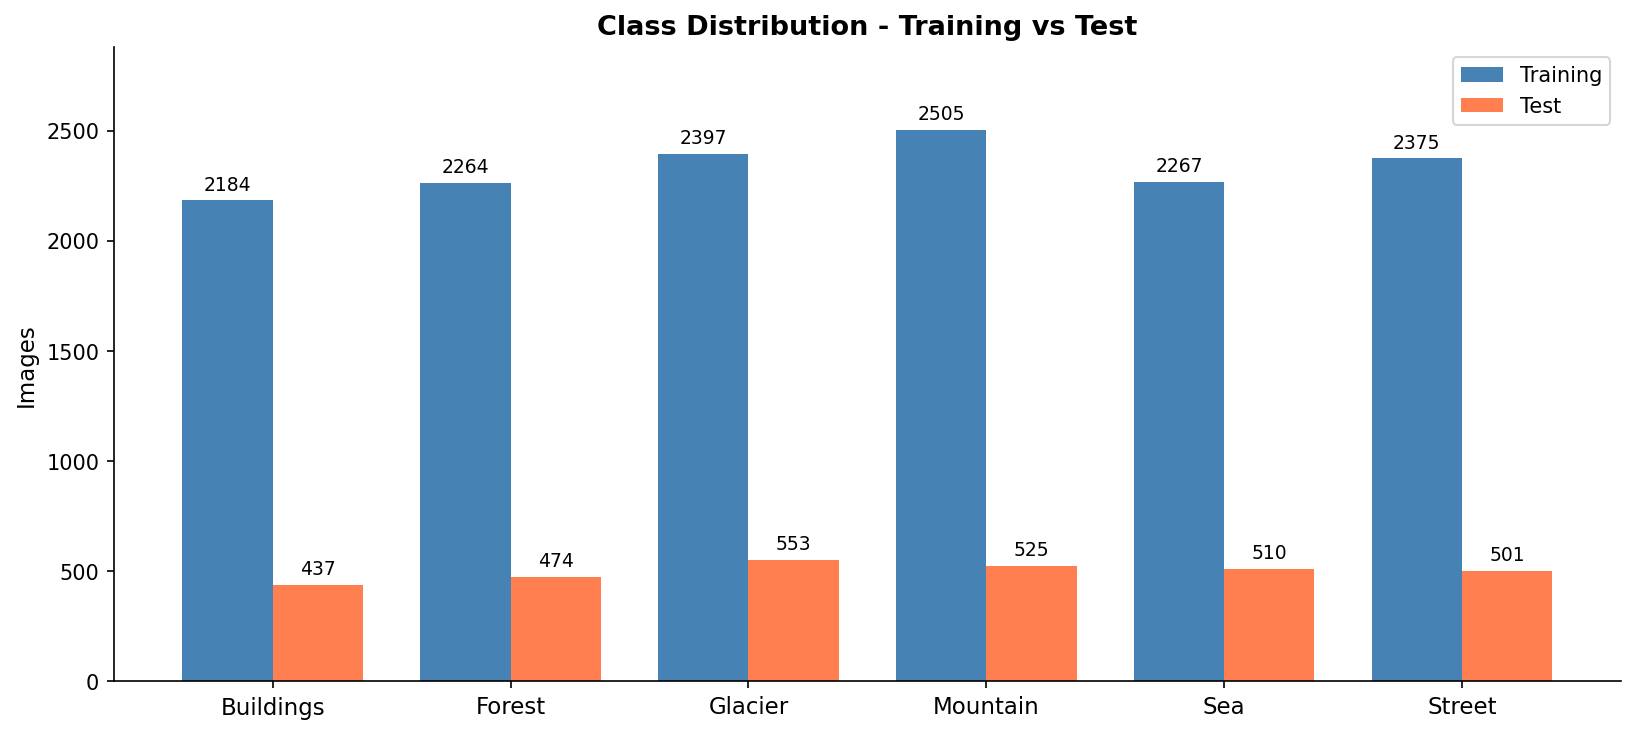 Class Distribution - Training vs Test
Training
Test
Images
2500
2000
1500
1000
500
0
2184
437
2264
474
2397
553
2505
525
2267
510
2375
501
Buildings
Forest
Glacier
Mountain
Sea
Street